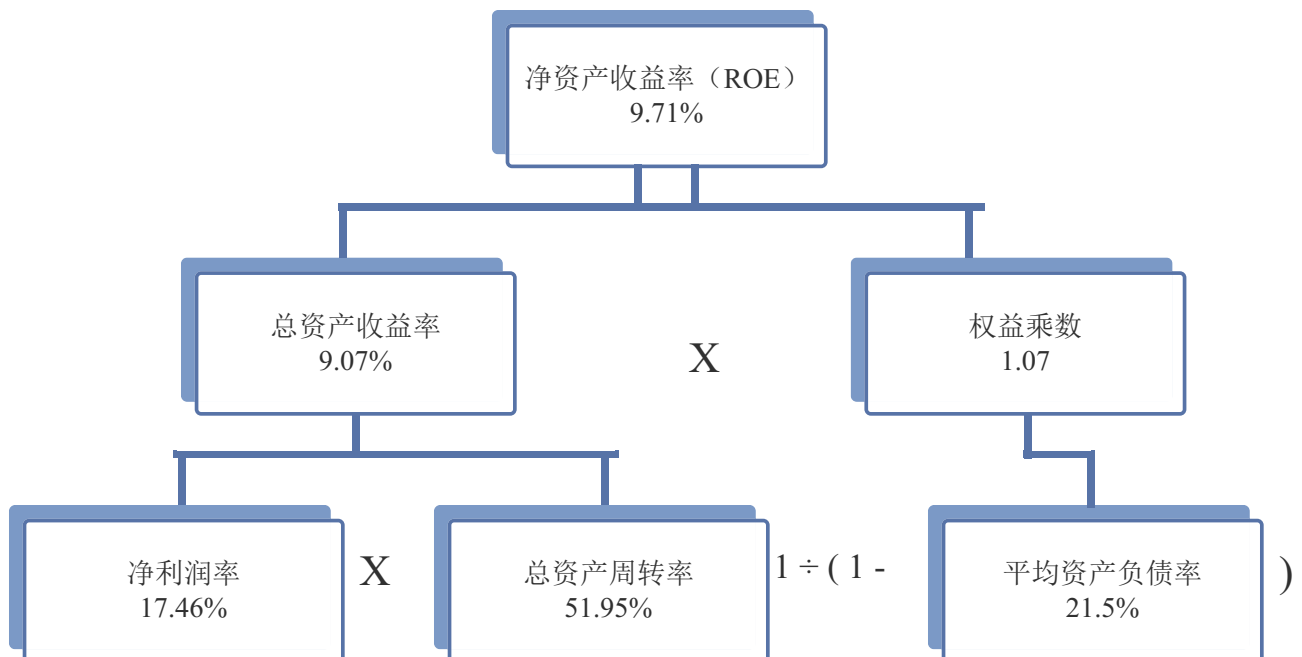 净资产收益率（ROE）
9.71%
总资产收益率
9.07%
X
权益乘数
1.07
净利润率
17.46%
X
总资产周转率
51.95%
1 ÷ ( 1 -
平均资产负债率
21.5%
)